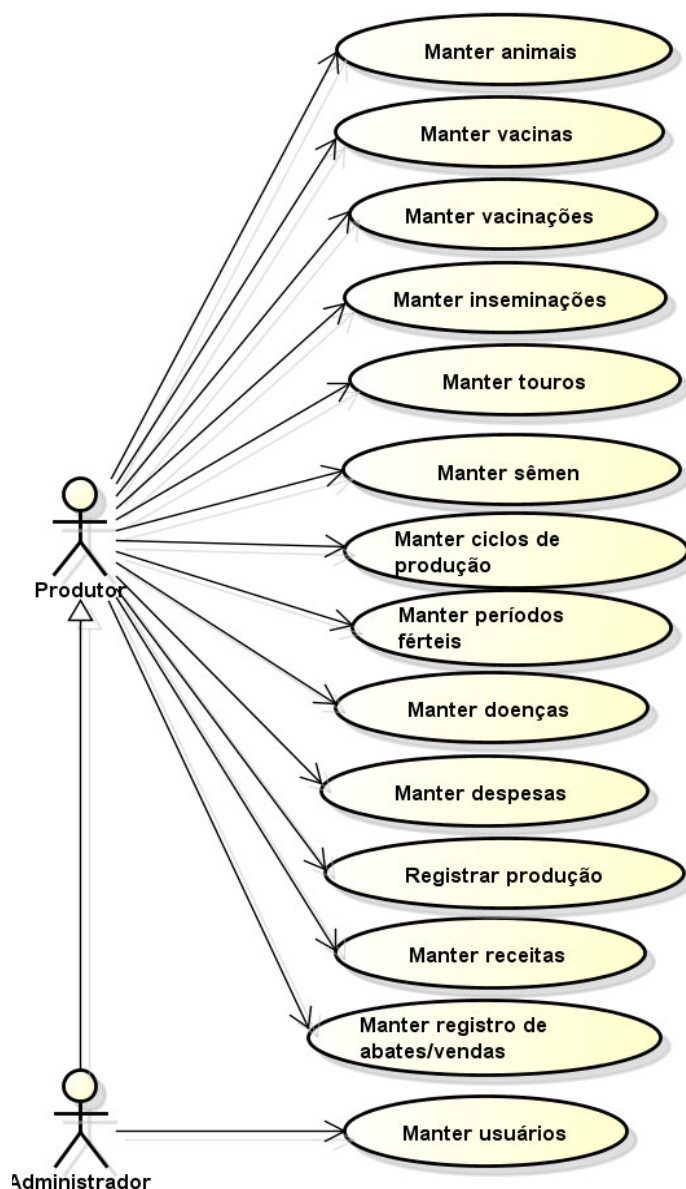 Manter animais
Manter vacinas
Manter vacinações
Manter inseminações
Manter touros
Manter sêmen
Manter ciclos de
produção
Produtor
Manter períodos
férteis
Manter doenças
Manter despesas
Registrar produção
Manter receitas
Manter registro de
abates/vendas
Manter usuários
Administrador